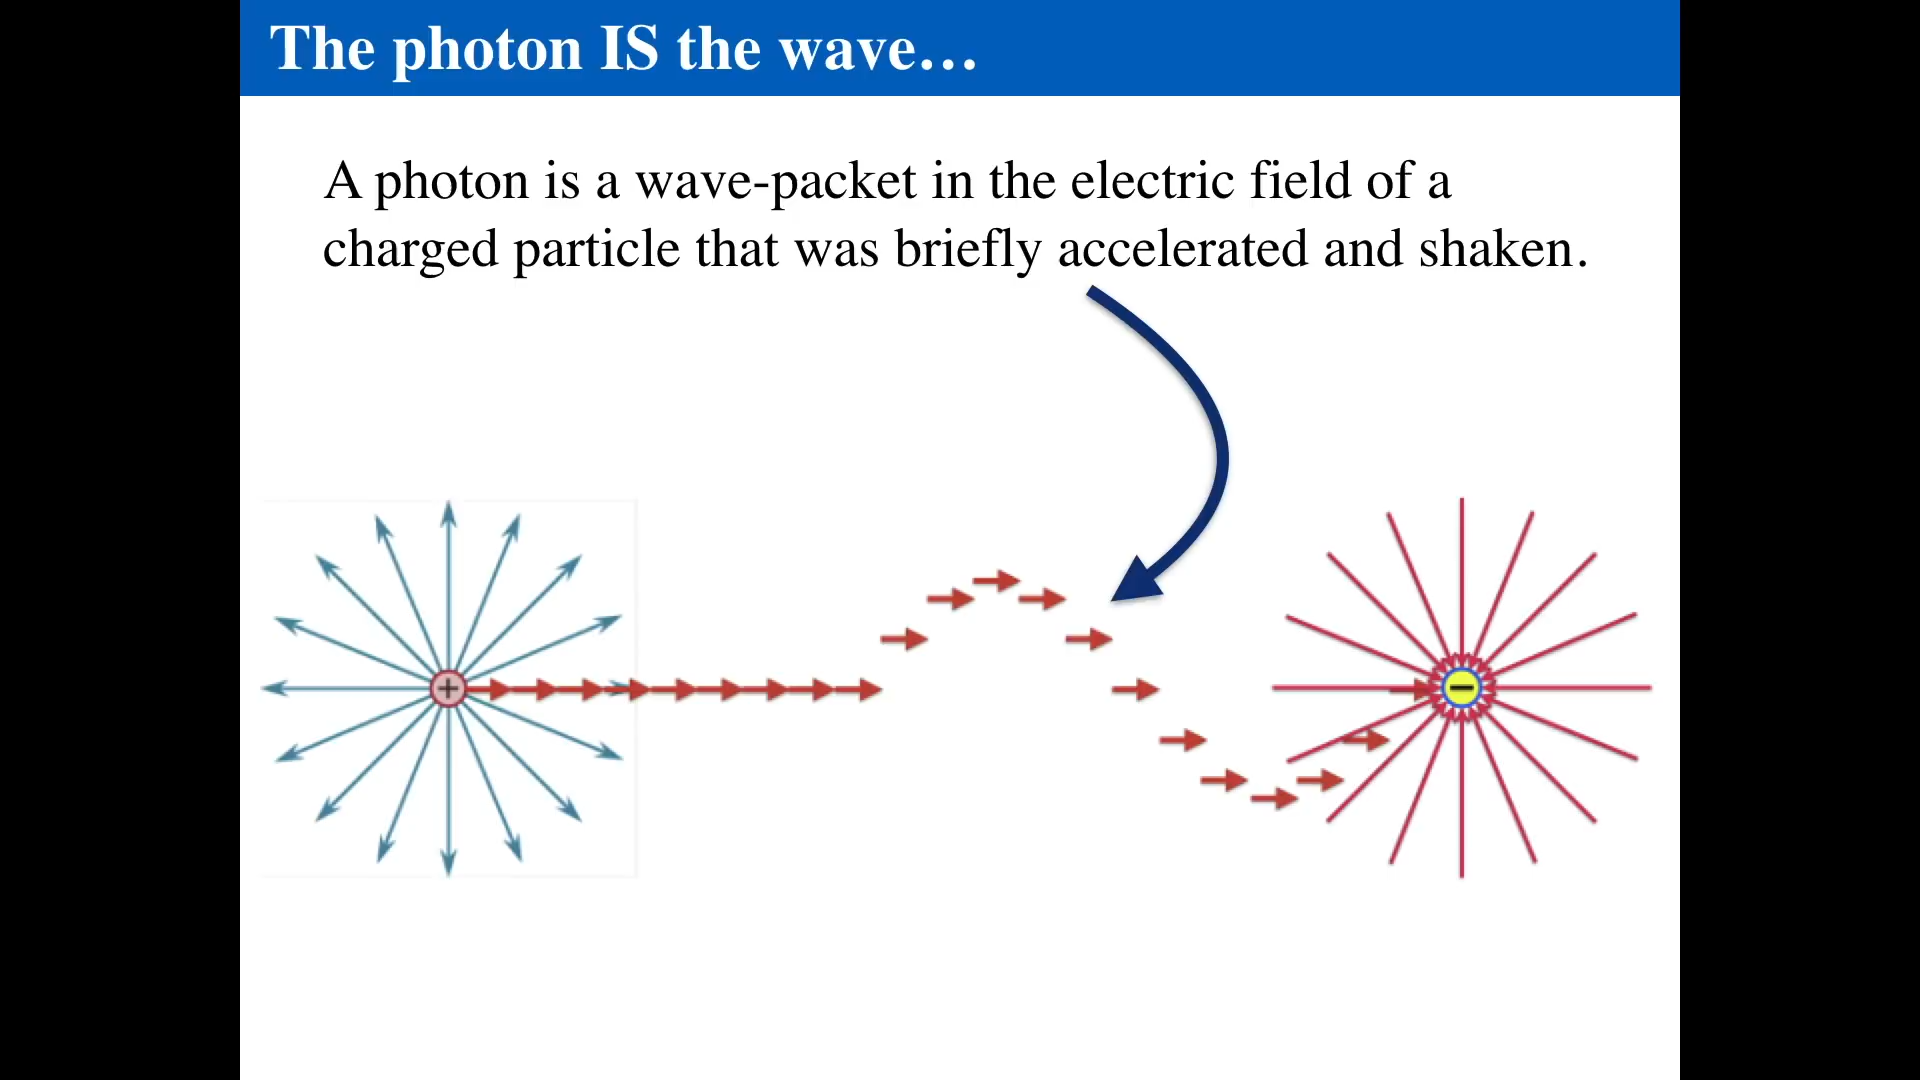 The photon IS the wave…
A photon is a wave-packet in the electric field of a
charged particle that was briefly accelerated and shaken.
+
−